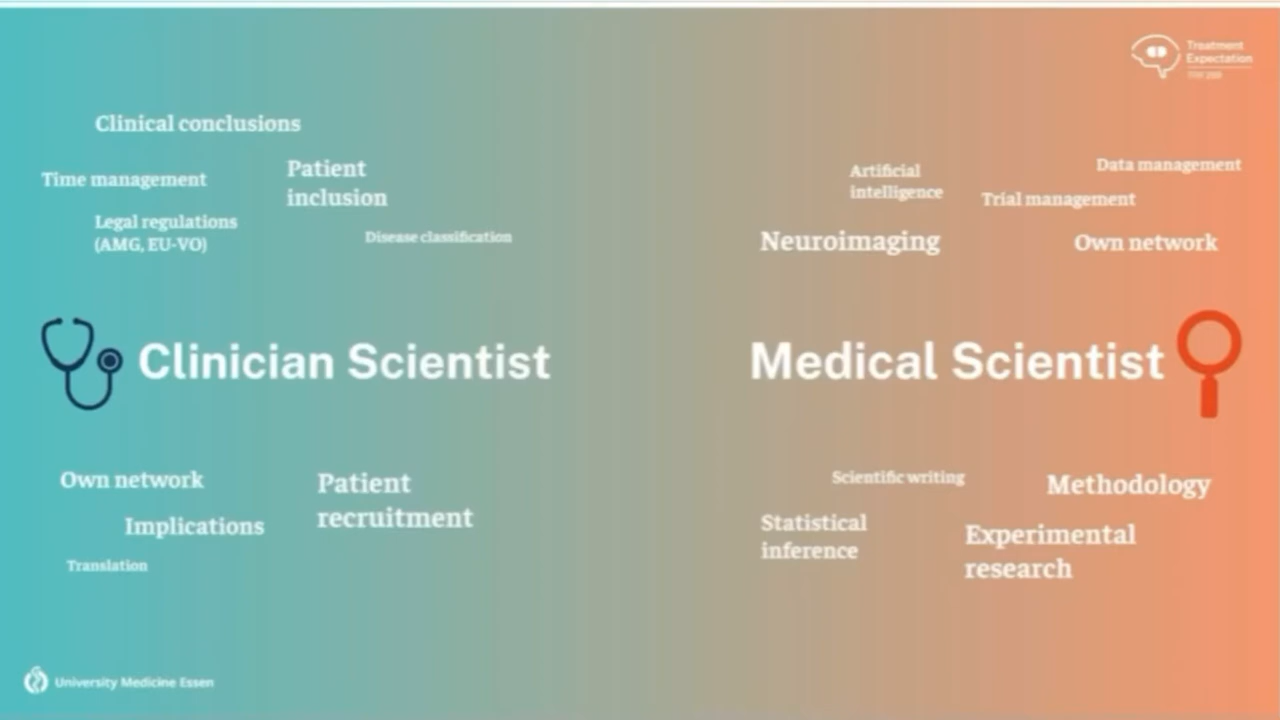 Treatment
Expectation
Clinical conclusions
Time management
Patient
inclusion
Legal regulations
(AMG, EU-VO)
Disease classification
Artificial
intelligence
Data management
Trial management
Neuroimaging
Own network
Clinician Scientist
Medical Scientist
Own network
Patient
recruitment
Implications
Translation
Scientific writing
Methodology
Statistical
inference
Experimental
research
University Medicine Essen